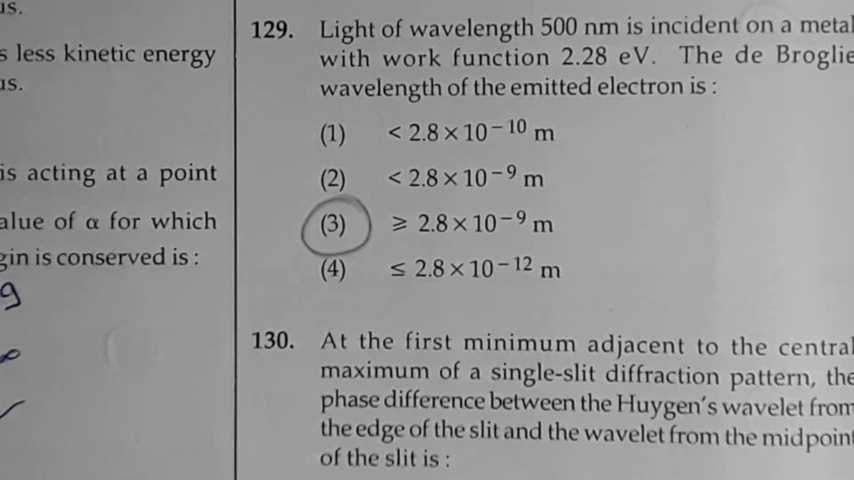 us.
s less kinetic energy
us.
is acting at a point
alue of α for which
gin is conserved is :
9
129. Light of wavelength 500 nm is incident on a metal
with work function 2.28 eV. The de Broglie
wavelength of the emitted electron is :
(1) < 2.8 × 10⁻¹⁰ m
(2) < 2.8 × 10⁻⁹ m
(3) ≥ 2.8 × 10⁻⁹ m
(4) ≤ 2.8 × 10⁻¹² m
130. At the first minimum adjacent to the central
maximum of a single-slit diffraction pattern, the
phase difference between the Huygen's wavelet from
the edge of the slit and the wavelet from the midpoint
of the slit is :